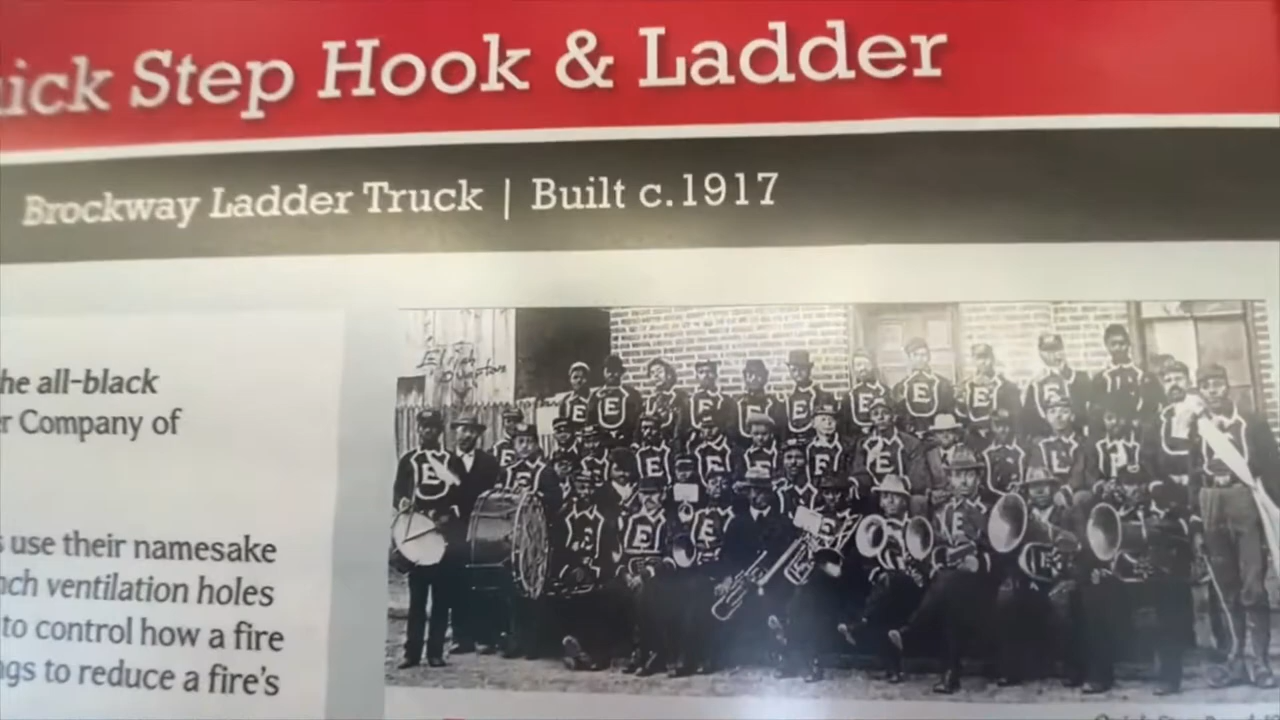 ick Step Hook & Ladder
Brockway Ladder Truck | Built c.1917
he all-black
r Company of
s use their namesake
nch ventilation holes
to control how a fire
ngs to reduce a fire's